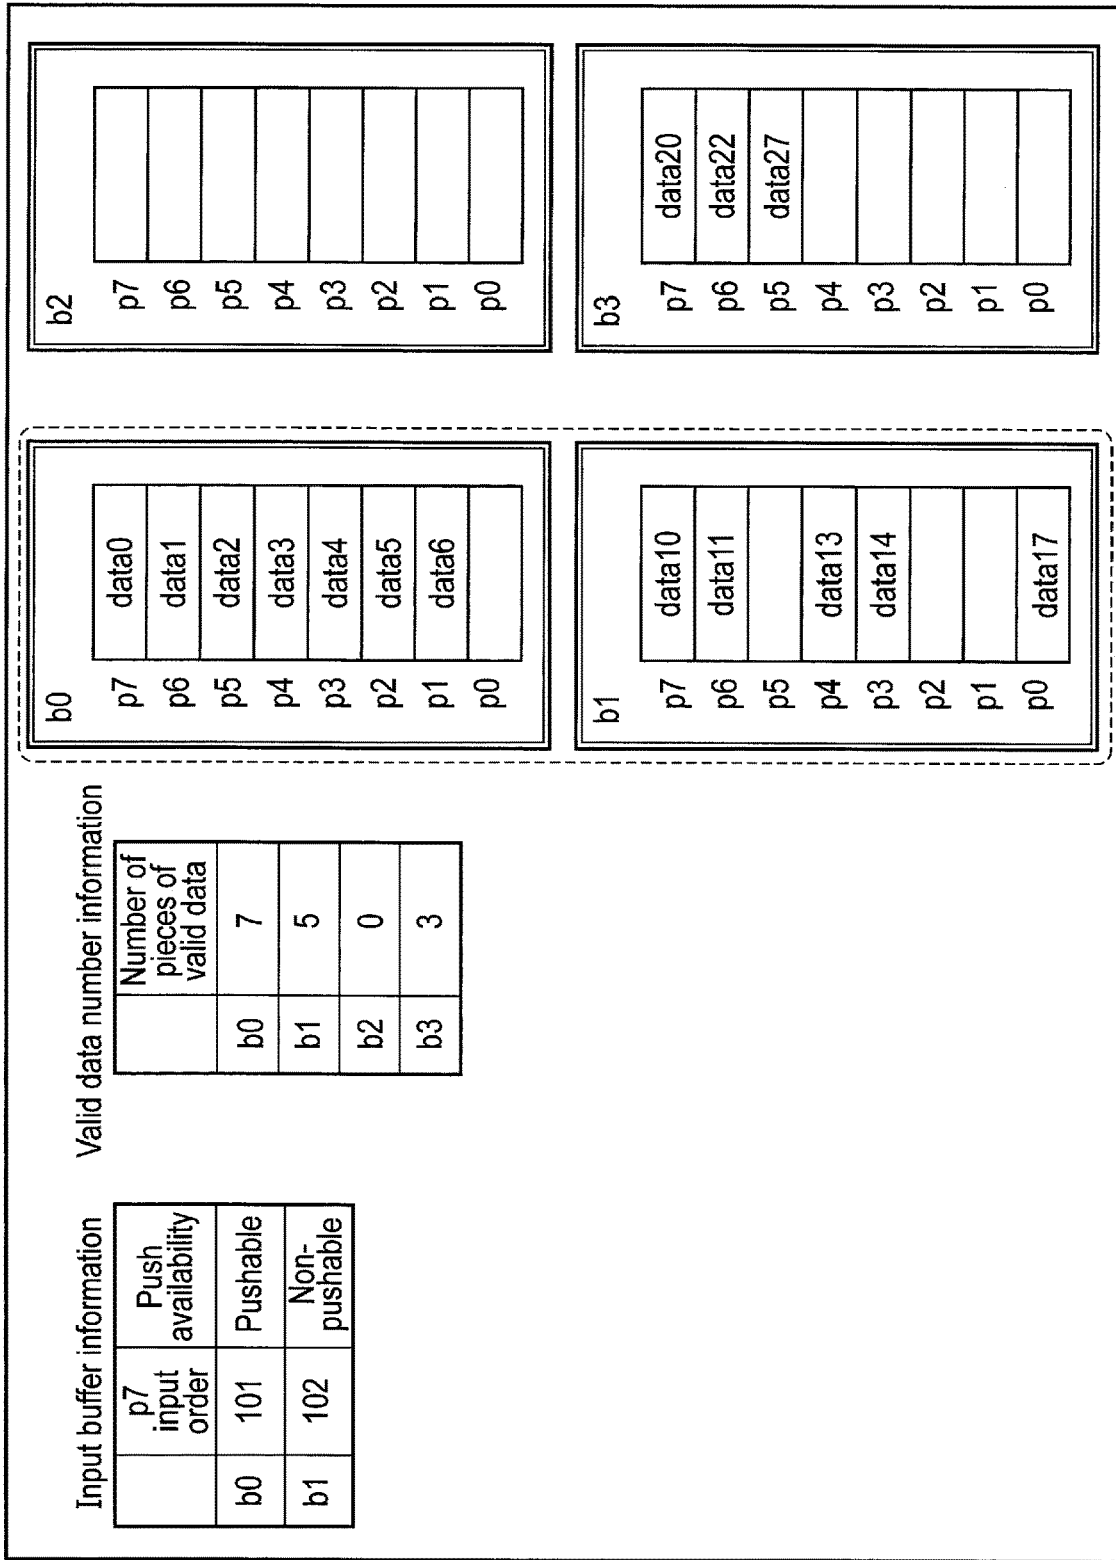 Input buffer information
p7 input order Push availability
b0 101 Pushable
b1 102 Non-pushable
Valid data number information
Number of pieces of valid data
b0 7
b1 5
b2 0
b3 3
b0
p7 data0
p6 data1
p5 data2
p4 data3
p3 data4
p2 data5
p1 data6
p0
b1
p7 data10
p6 data11
p5
p4 data13
p3 data14
p2
p1
p0 data17
b2
p7
p6
p5
p4
p3
p2
p1
p0
b3
p7 data20
p6 data22
p5 data27
p4
p3
p2
p1
p0